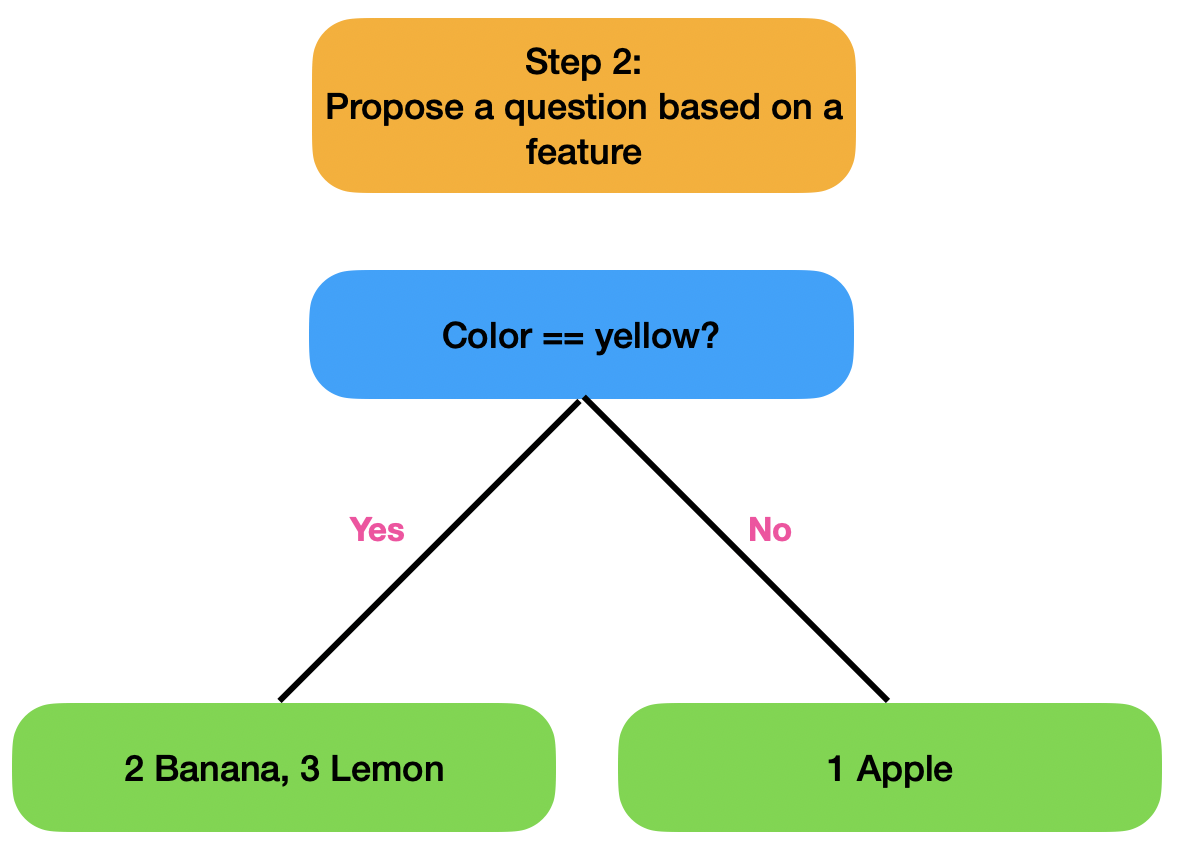 Step 2:
Propose a question based on a
feature
Color == yellow?
Yes
No
2 Banana, 3 Lemon
1 Apple